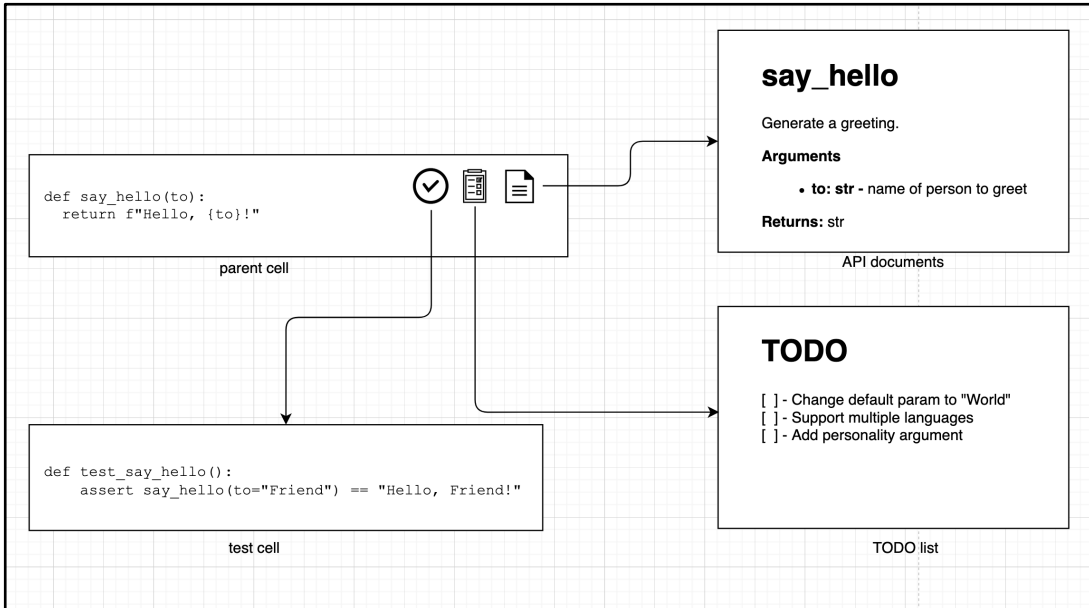 def say_hello(to):
  return f"Hello, {to}!"
parent cell
say_hello
Generate a greeting.
Arguments
• to: str - name of person to greet
Returns: str
API documents
def test_say_hello():
    assert say_hello(to="Friend") == "Hello, Friend!"
test cell
TODO
[ ] - Change default param to "World"
[ ] - Support multiple languages
[ ] - Add personality argument
TODO list